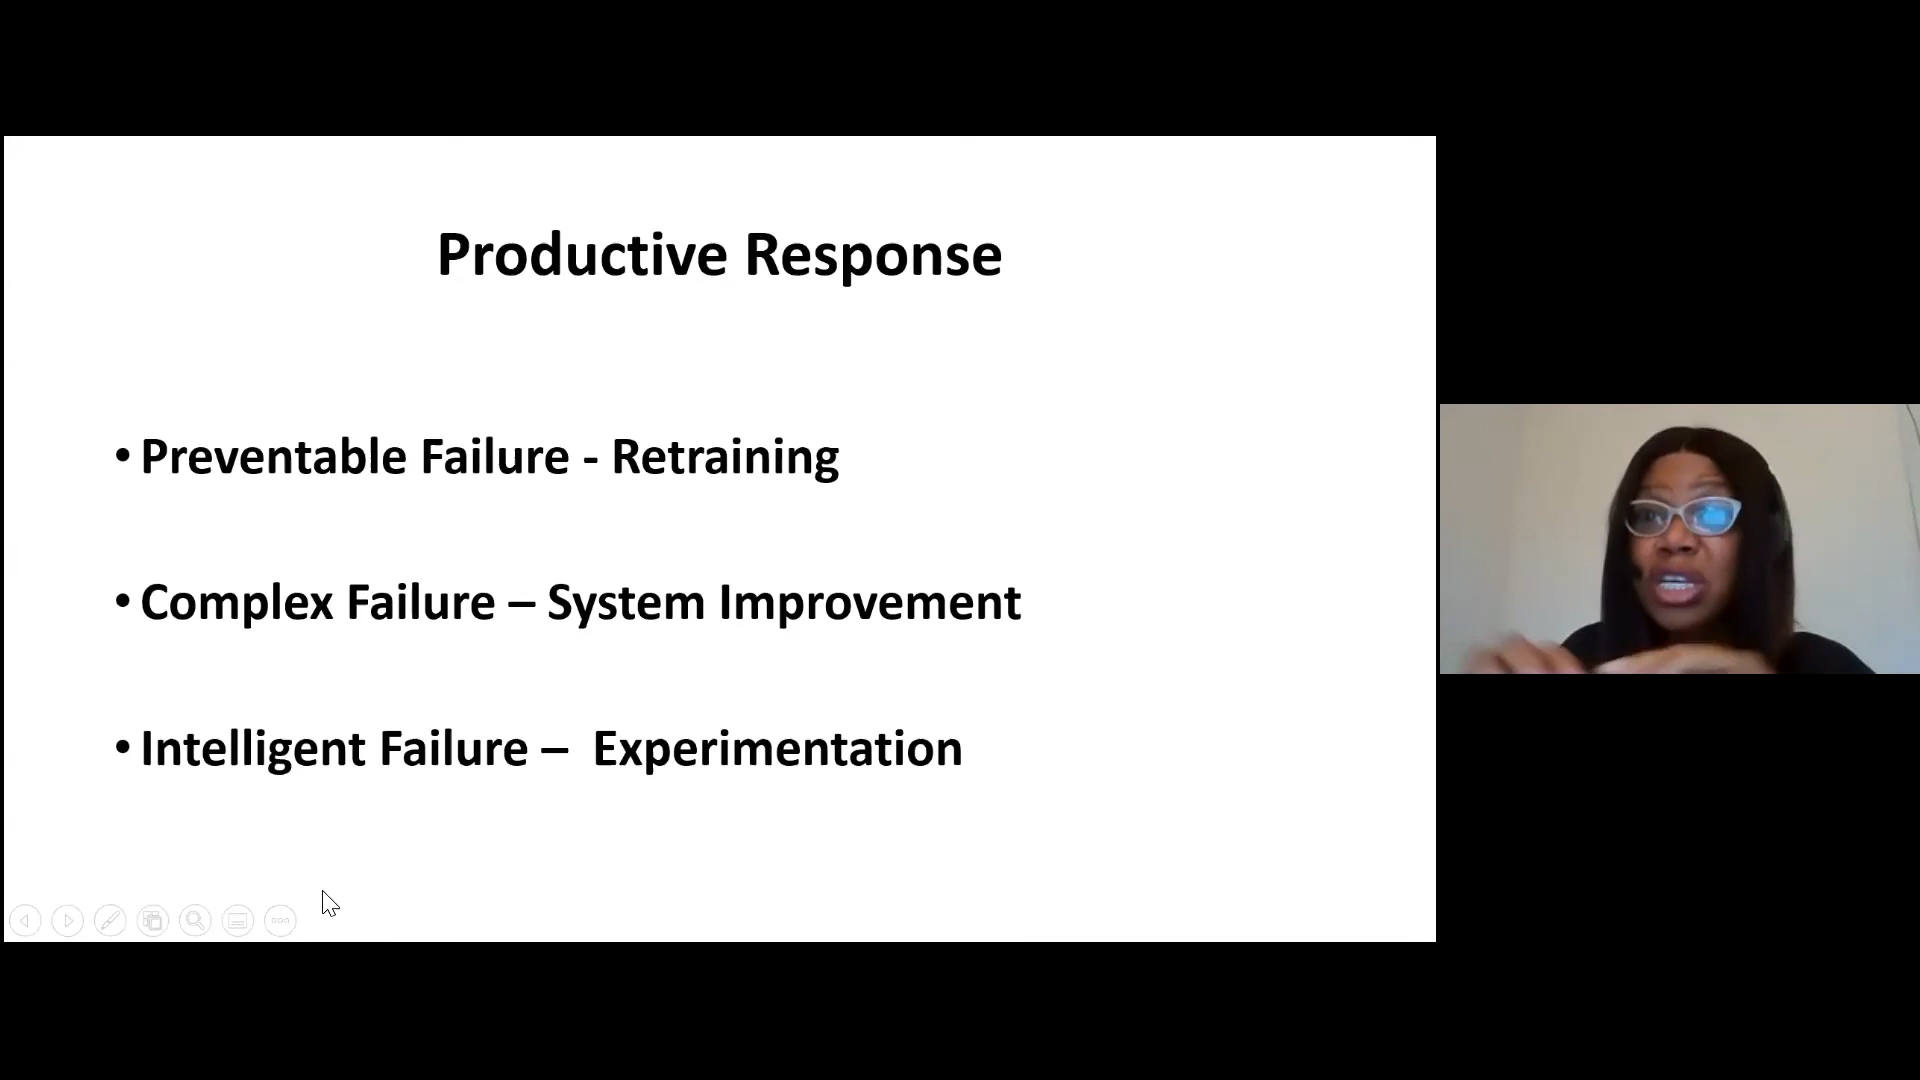 Productive Response
• Preventable Failure - Retraining
• Complex Failure – System Improvement
• Intelligent Failure –  Experimentation